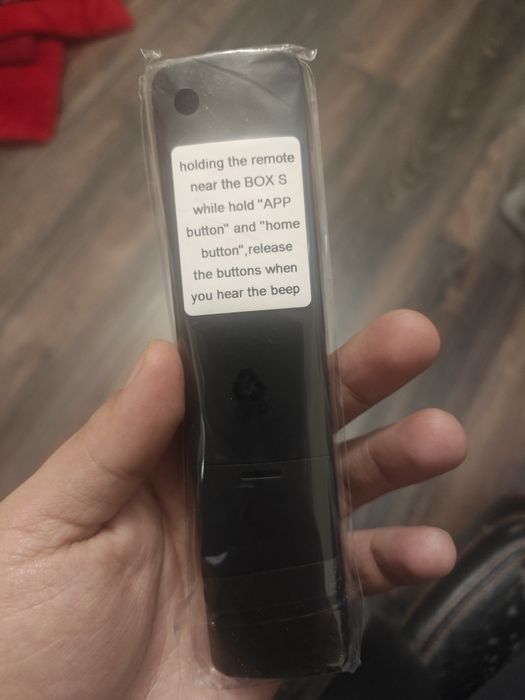 holding the remote
near the BOX S
while hold "APP
button" and "home
button",release
the buttons when
you hear the beep